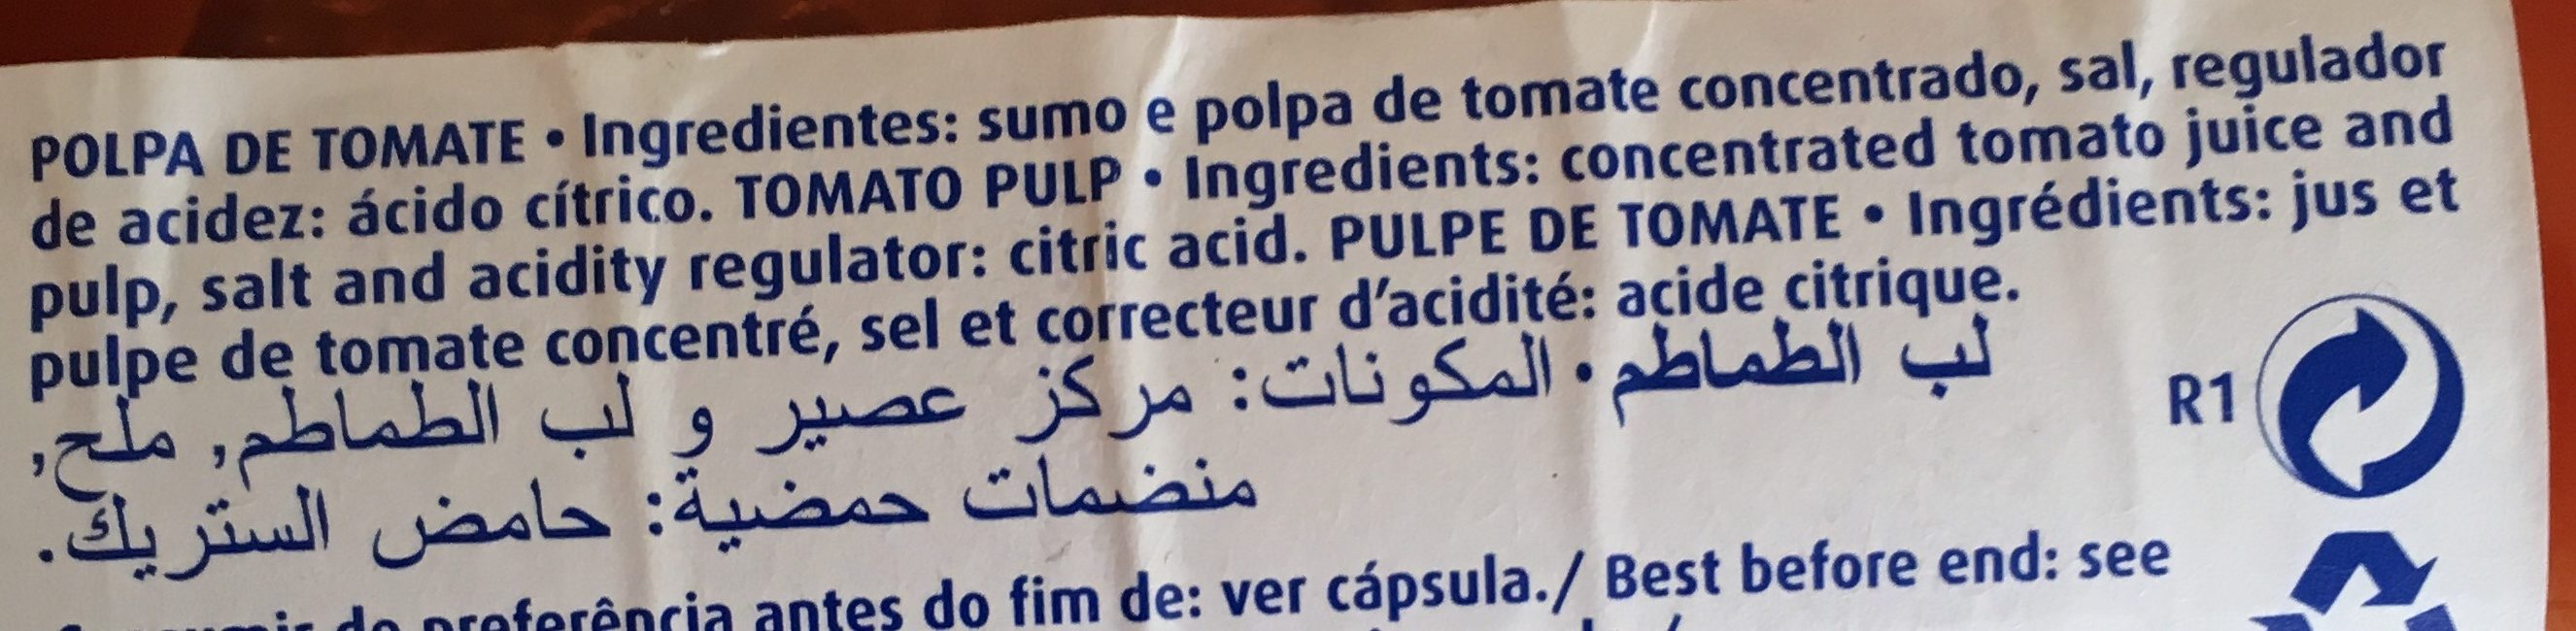 POLPA DE TOMATE • Ingredientes: sumo e polpa de tomate concentrado, sal, regulador
de acidez: ácido cítrico. TOMATO PULP • Ingredients: concentrated tomato juice and
pulp, salt and acidity regulator: citric acid. PULPE DE TOMATE • Ingrédients: jus et
pulpe de tomate concentré, sel et correcteur d'acidité: acide citrique.
لب الطماطم • المكونات: مركز عصير و لب الطماطم, ملح,
منضمات حمضية: حامض الستريك.
R1
de preferência antes do fim de: ver cápsula./ Best before end: see